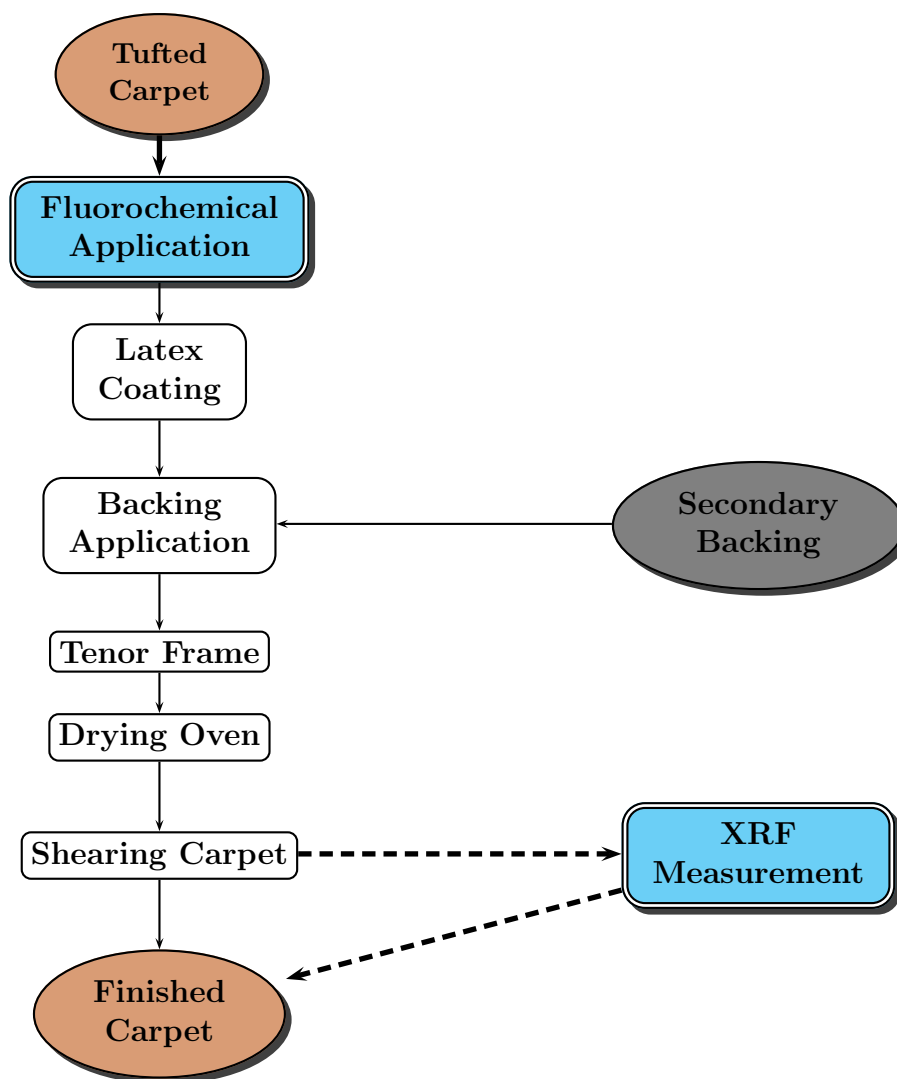 Tufted
Carpet
Fluorochemical
Application
Latex
Coating
Backing
Application
Secondary
Backing
Tenor Frame
Drying Oven
Shearing Carpet
XRF
Measurement
Finished
Carpet